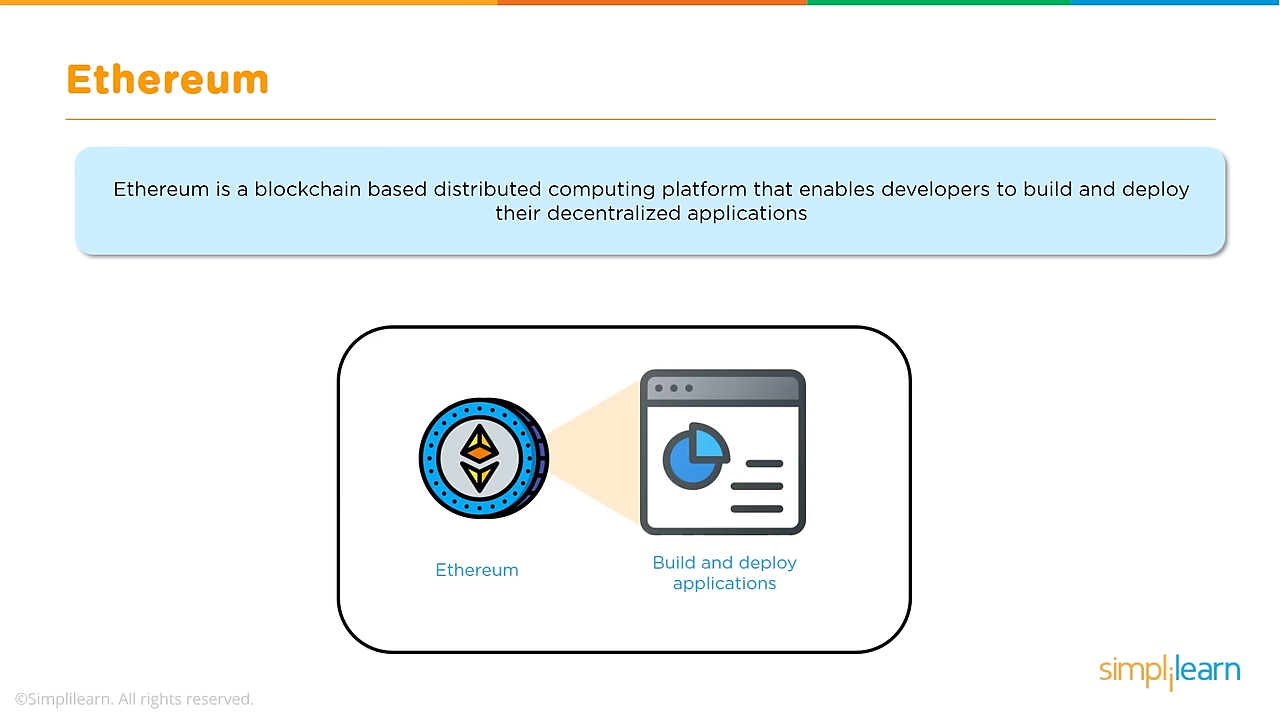 Ethereum
Ethereum is a blockchain based distributed computing platform that enables developers to build and deploy
their decentralized applications
Ethereum
Build and deploy
applications
simplilearn
©Simplilearn. All rights reserved.